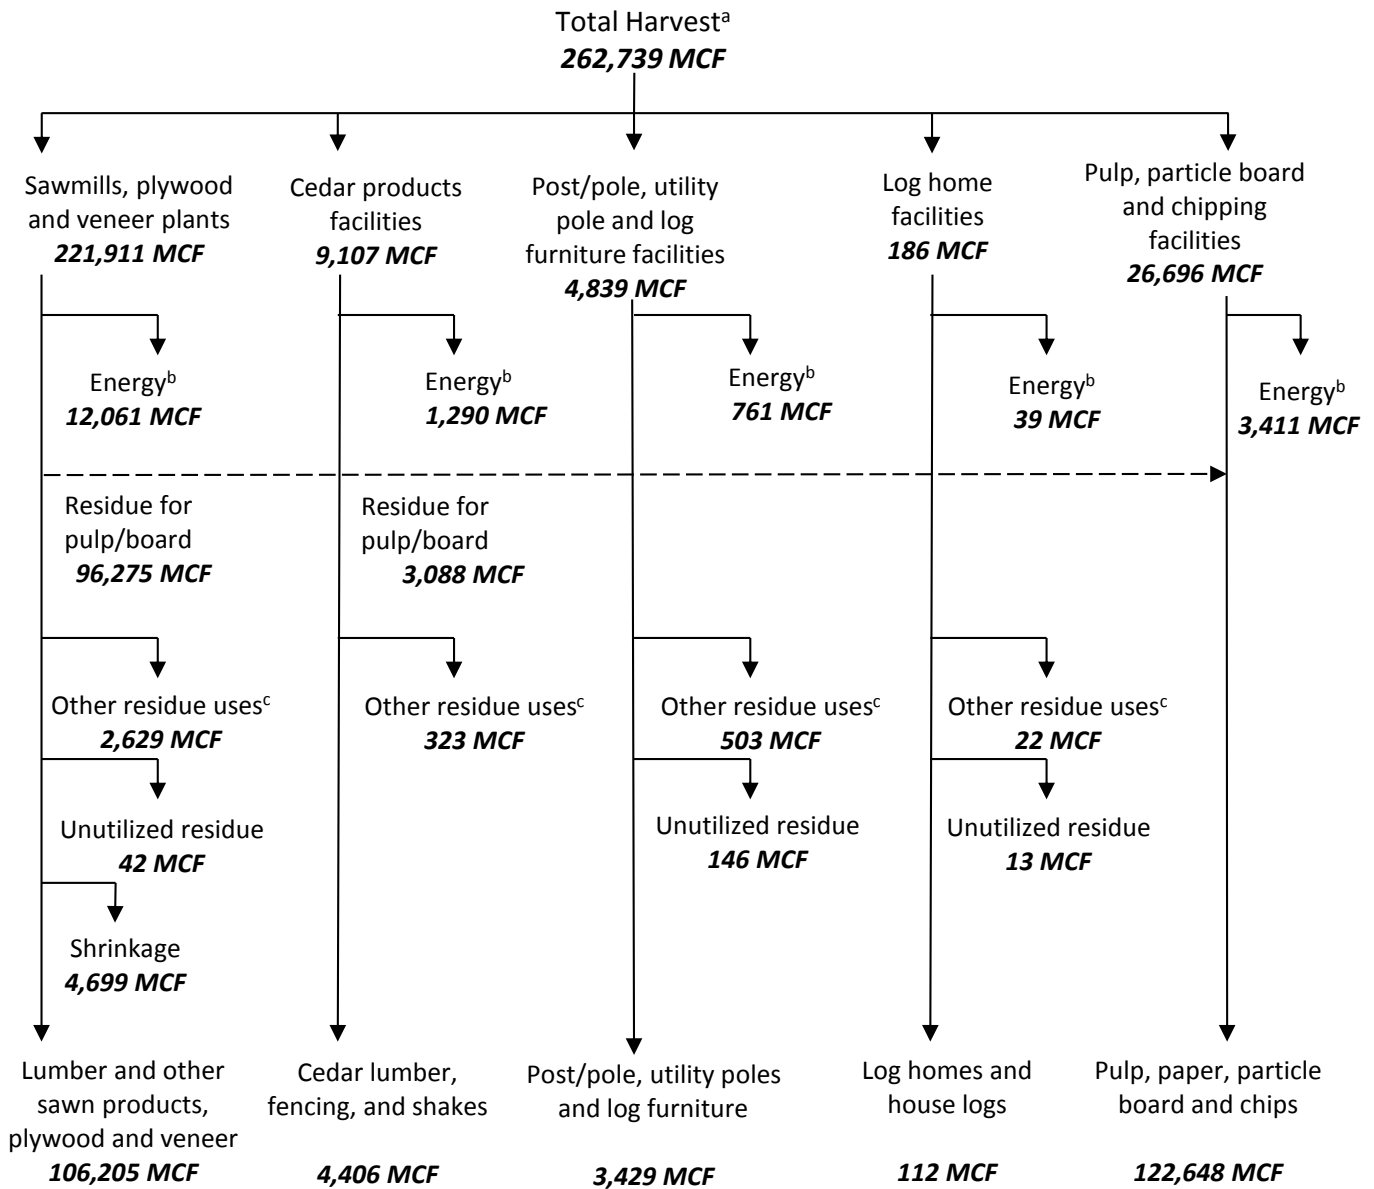 Total Harvestᵃ
262,739 MCF
Sawmills, plywood
and veneer plants
221,911 MCF
Cedar products
facilities
9,107 MCF
Post/pole, utility
pole and log
furniture facilities
4,839 MCF
Log home
facilities
186 MCF
Pulp, particle board
and chipping
facilities
26,696 MCF
Energyᵇ
12,061 MCF
Energyᵇ
1,290 MCF
Energyᵇ
761 MCF
Energyᵇ
39 MCF
Energyᵇ
3,411 MCF
Residue for
pulp/board
96,275 MCF
Residue for
pulp/board
3,088 MCF
Other residue usesᶜ
2,629 MCF
Other residue usesᶜ
323 MCF
Other residue usesᶜ
503 MCF
Other residue usesᶜ
22 MCF
Unutilized residue
42 MCF
Unutilized residue
146 MCF
Unutilized residue
13 MCF
Shrinkage
4,699 MCF
Lumber and other
sawn products,
plywood and veneer
106,205 MCF
Cedar lumber,
fencing, and shakes
4,406 MCF
Post/pole, utility poles
and log furniture
3,429 MCF
Log homes and
house logs
112 MCF
Pulp, paper, particle
board and chips
122,648 MCF